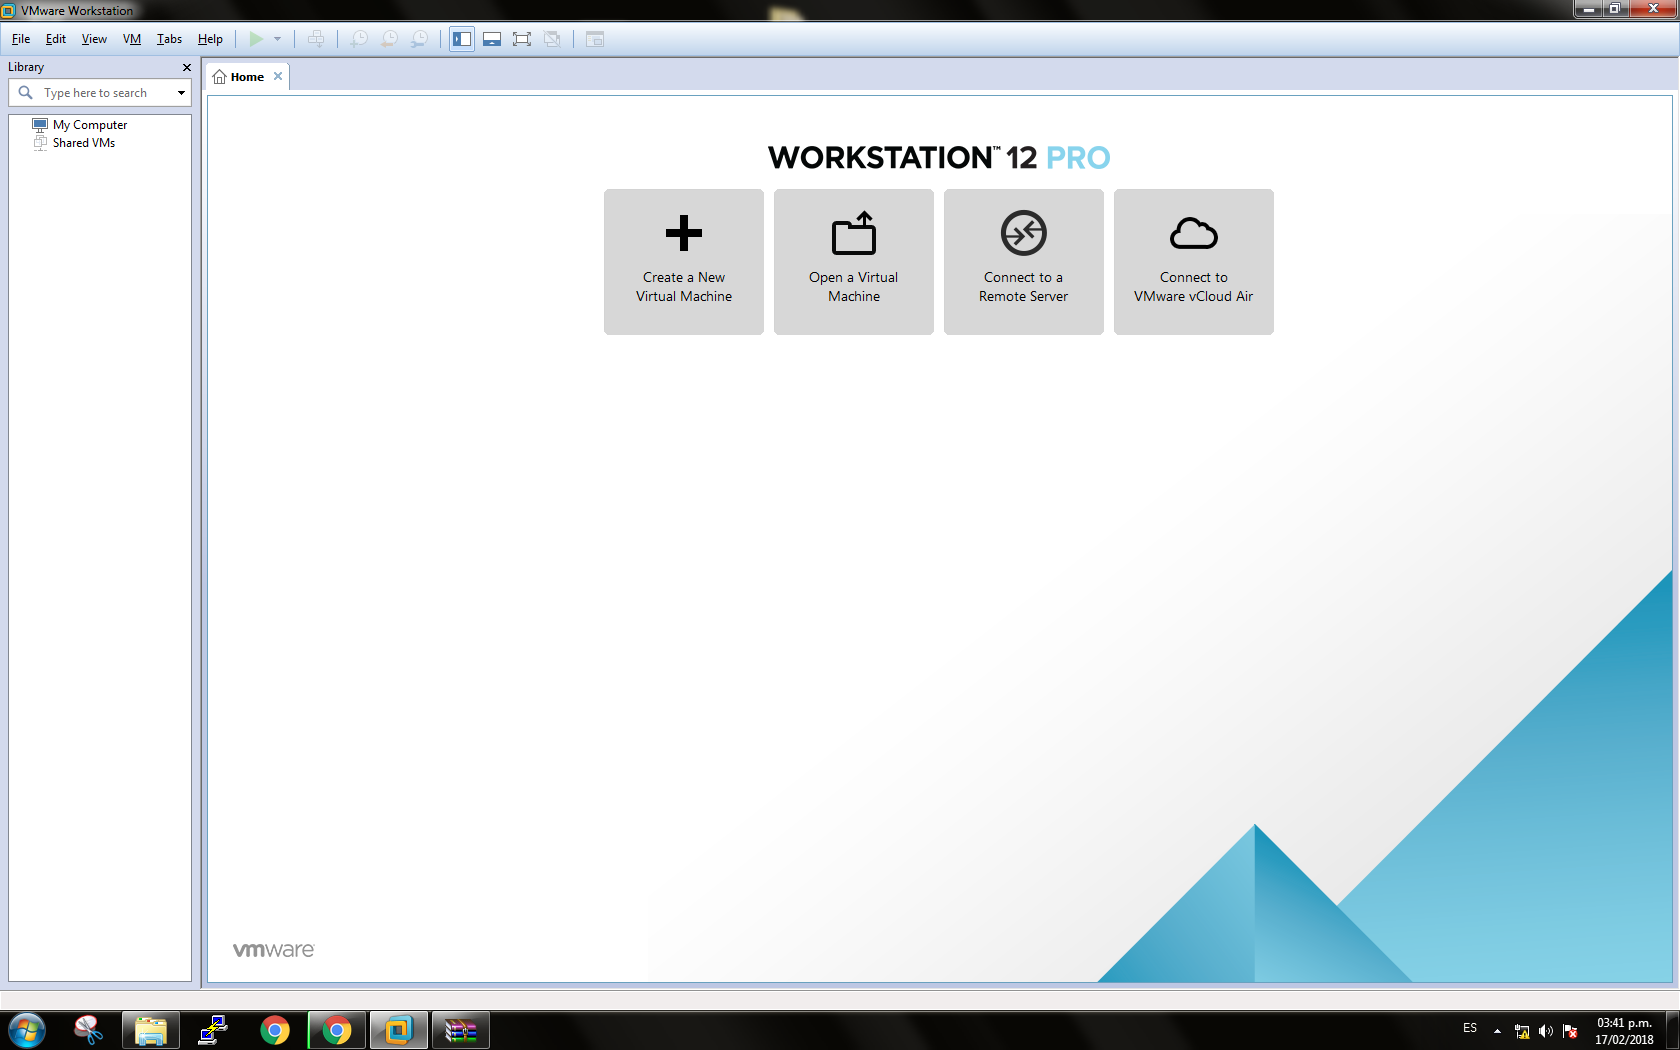 VMware Workstation
File Edit View VM Tabs Help
Library
Type here to search
My Computer
Shared VMs
Home
WORKSTATION™ 12 PRO
Create a New
Virtual Machine
Open a Virtual
Machine
Connect to a
Remote Server
Connect to
VMware vCloud Air
vmware
ES
03:41 p.m.
17/02/2018